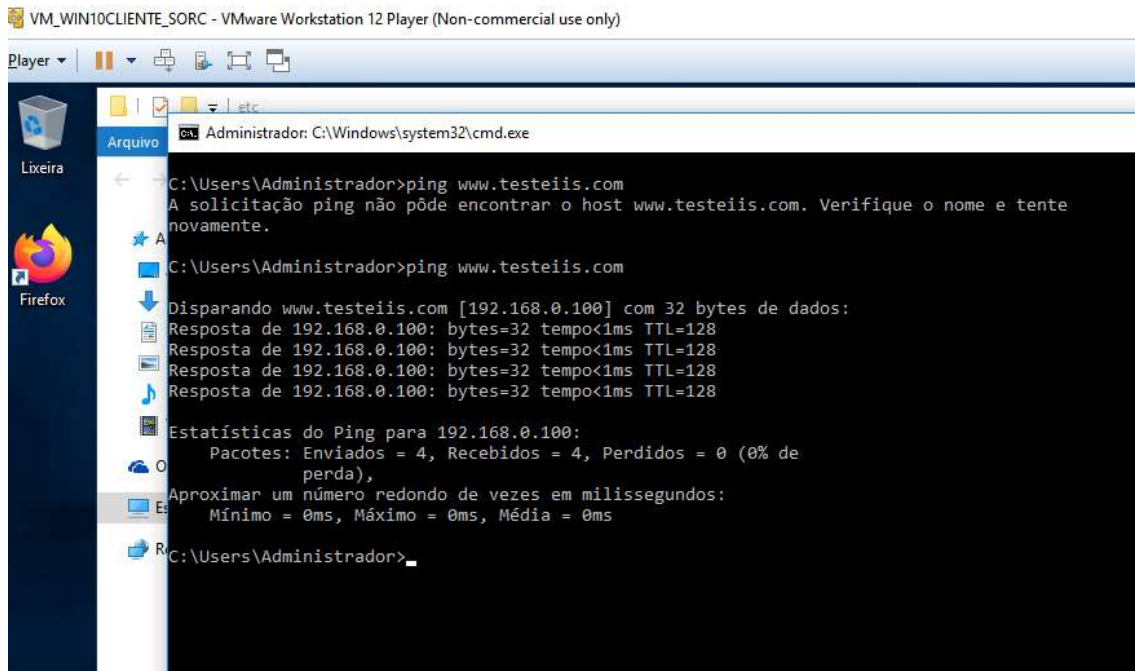 VM_WIN10CLIENTE_SORC - VMware Workstation 12 Player (Non-commercial use only)
Player
etc
Arquivo
Administrador: C:\Windows\system32\cmd.exe
Lixeira
Firefox
C:\Users\Administrador>ping www.testeiis.com
A solicitação ping não pôde encontrar o host www.testeiis.com. Verifique o nome e tente
novamente.
C:\Users\Administrador>ping www.testeiis.com
Disparando www.testeiis.com [192.168.0.100] com 32 bytes de dados:
Resposta de 192.168.0.100: bytes=32 tempo<1ms TTL=128
Resposta de 192.168.0.100: bytes=32 tempo<1ms TTL=128
Resposta de 192.168.0.100: bytes=32 tempo<1ms TTL=128
Resposta de 192.168.0.100: bytes=32 tempo<1ms TTL=128
Estatísticas do Ping para 192.168.0.100:
Pacotes: Enviados = 4, Recebidos = 4, Perdidos = 0 (0% de
perda),
Aproximar um número redondo de vezes em milissegundos:
Mínimo = 0ms, Máximo = 0ms, Média = 0ms
C:\Users\Administrador>